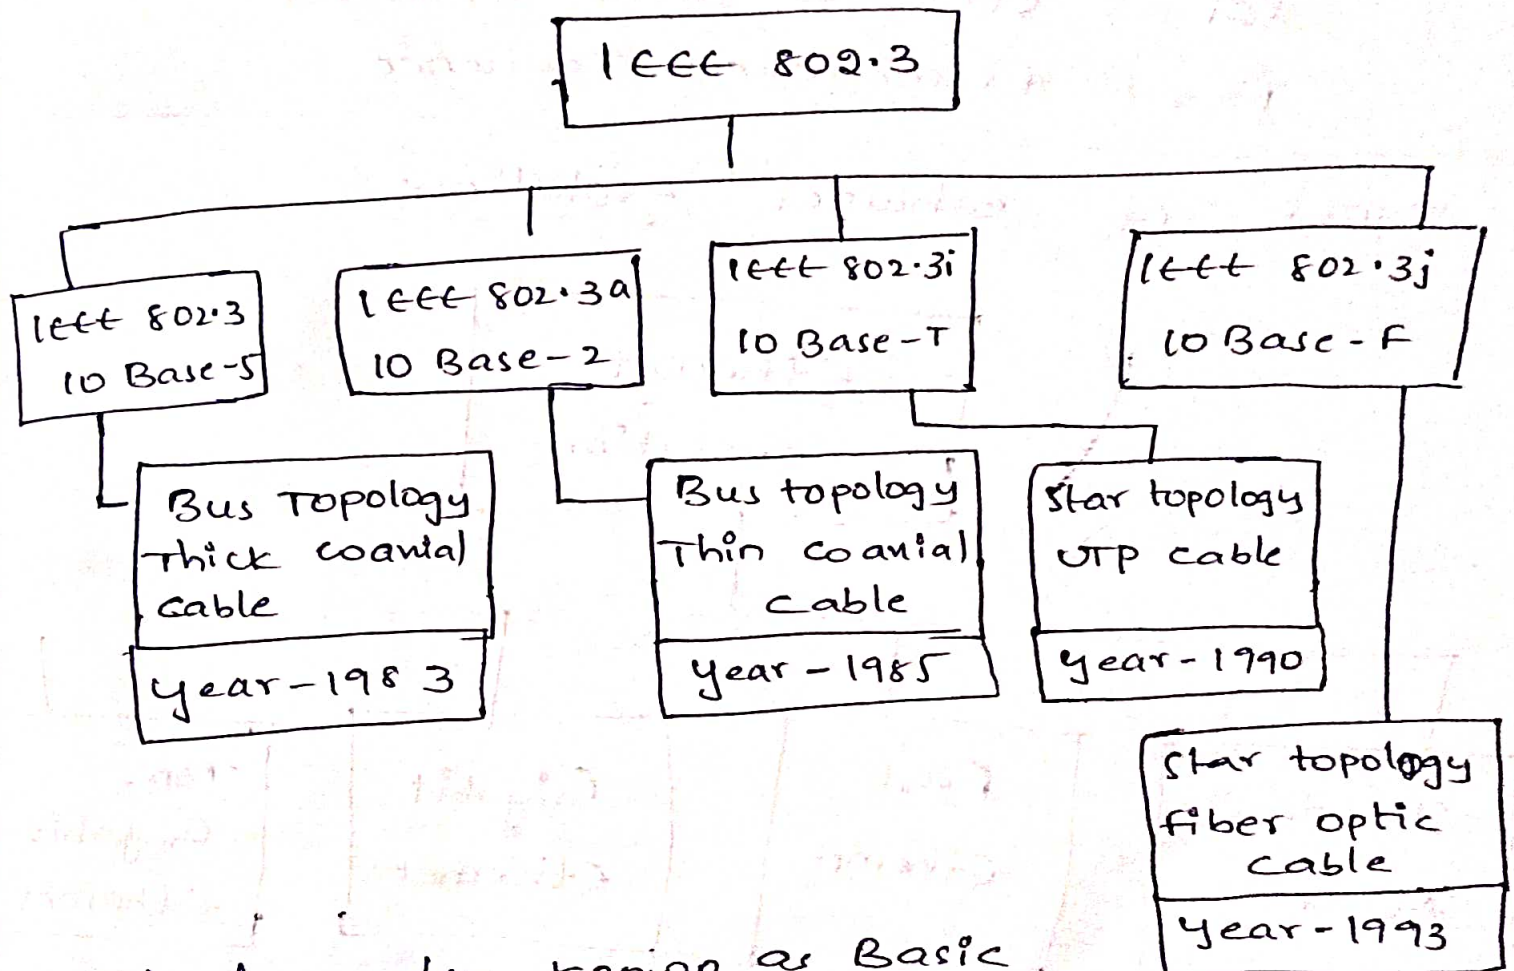 IEEE 802.3
IEEE 802.3
10 Base-5
IEEE 802.3a
10 Base-2
IEEE 802.3i
10 Base-T
IEEE 802.3j
10 Base-F
Bus Topology
Thick coaxial
cable
Year-1983
Bus topology
Thin coaxial
cable
Year-1985
Star topology
UTP cable
Year-1990
Star topology
fiber optic
cable
Year-1993
as Basic